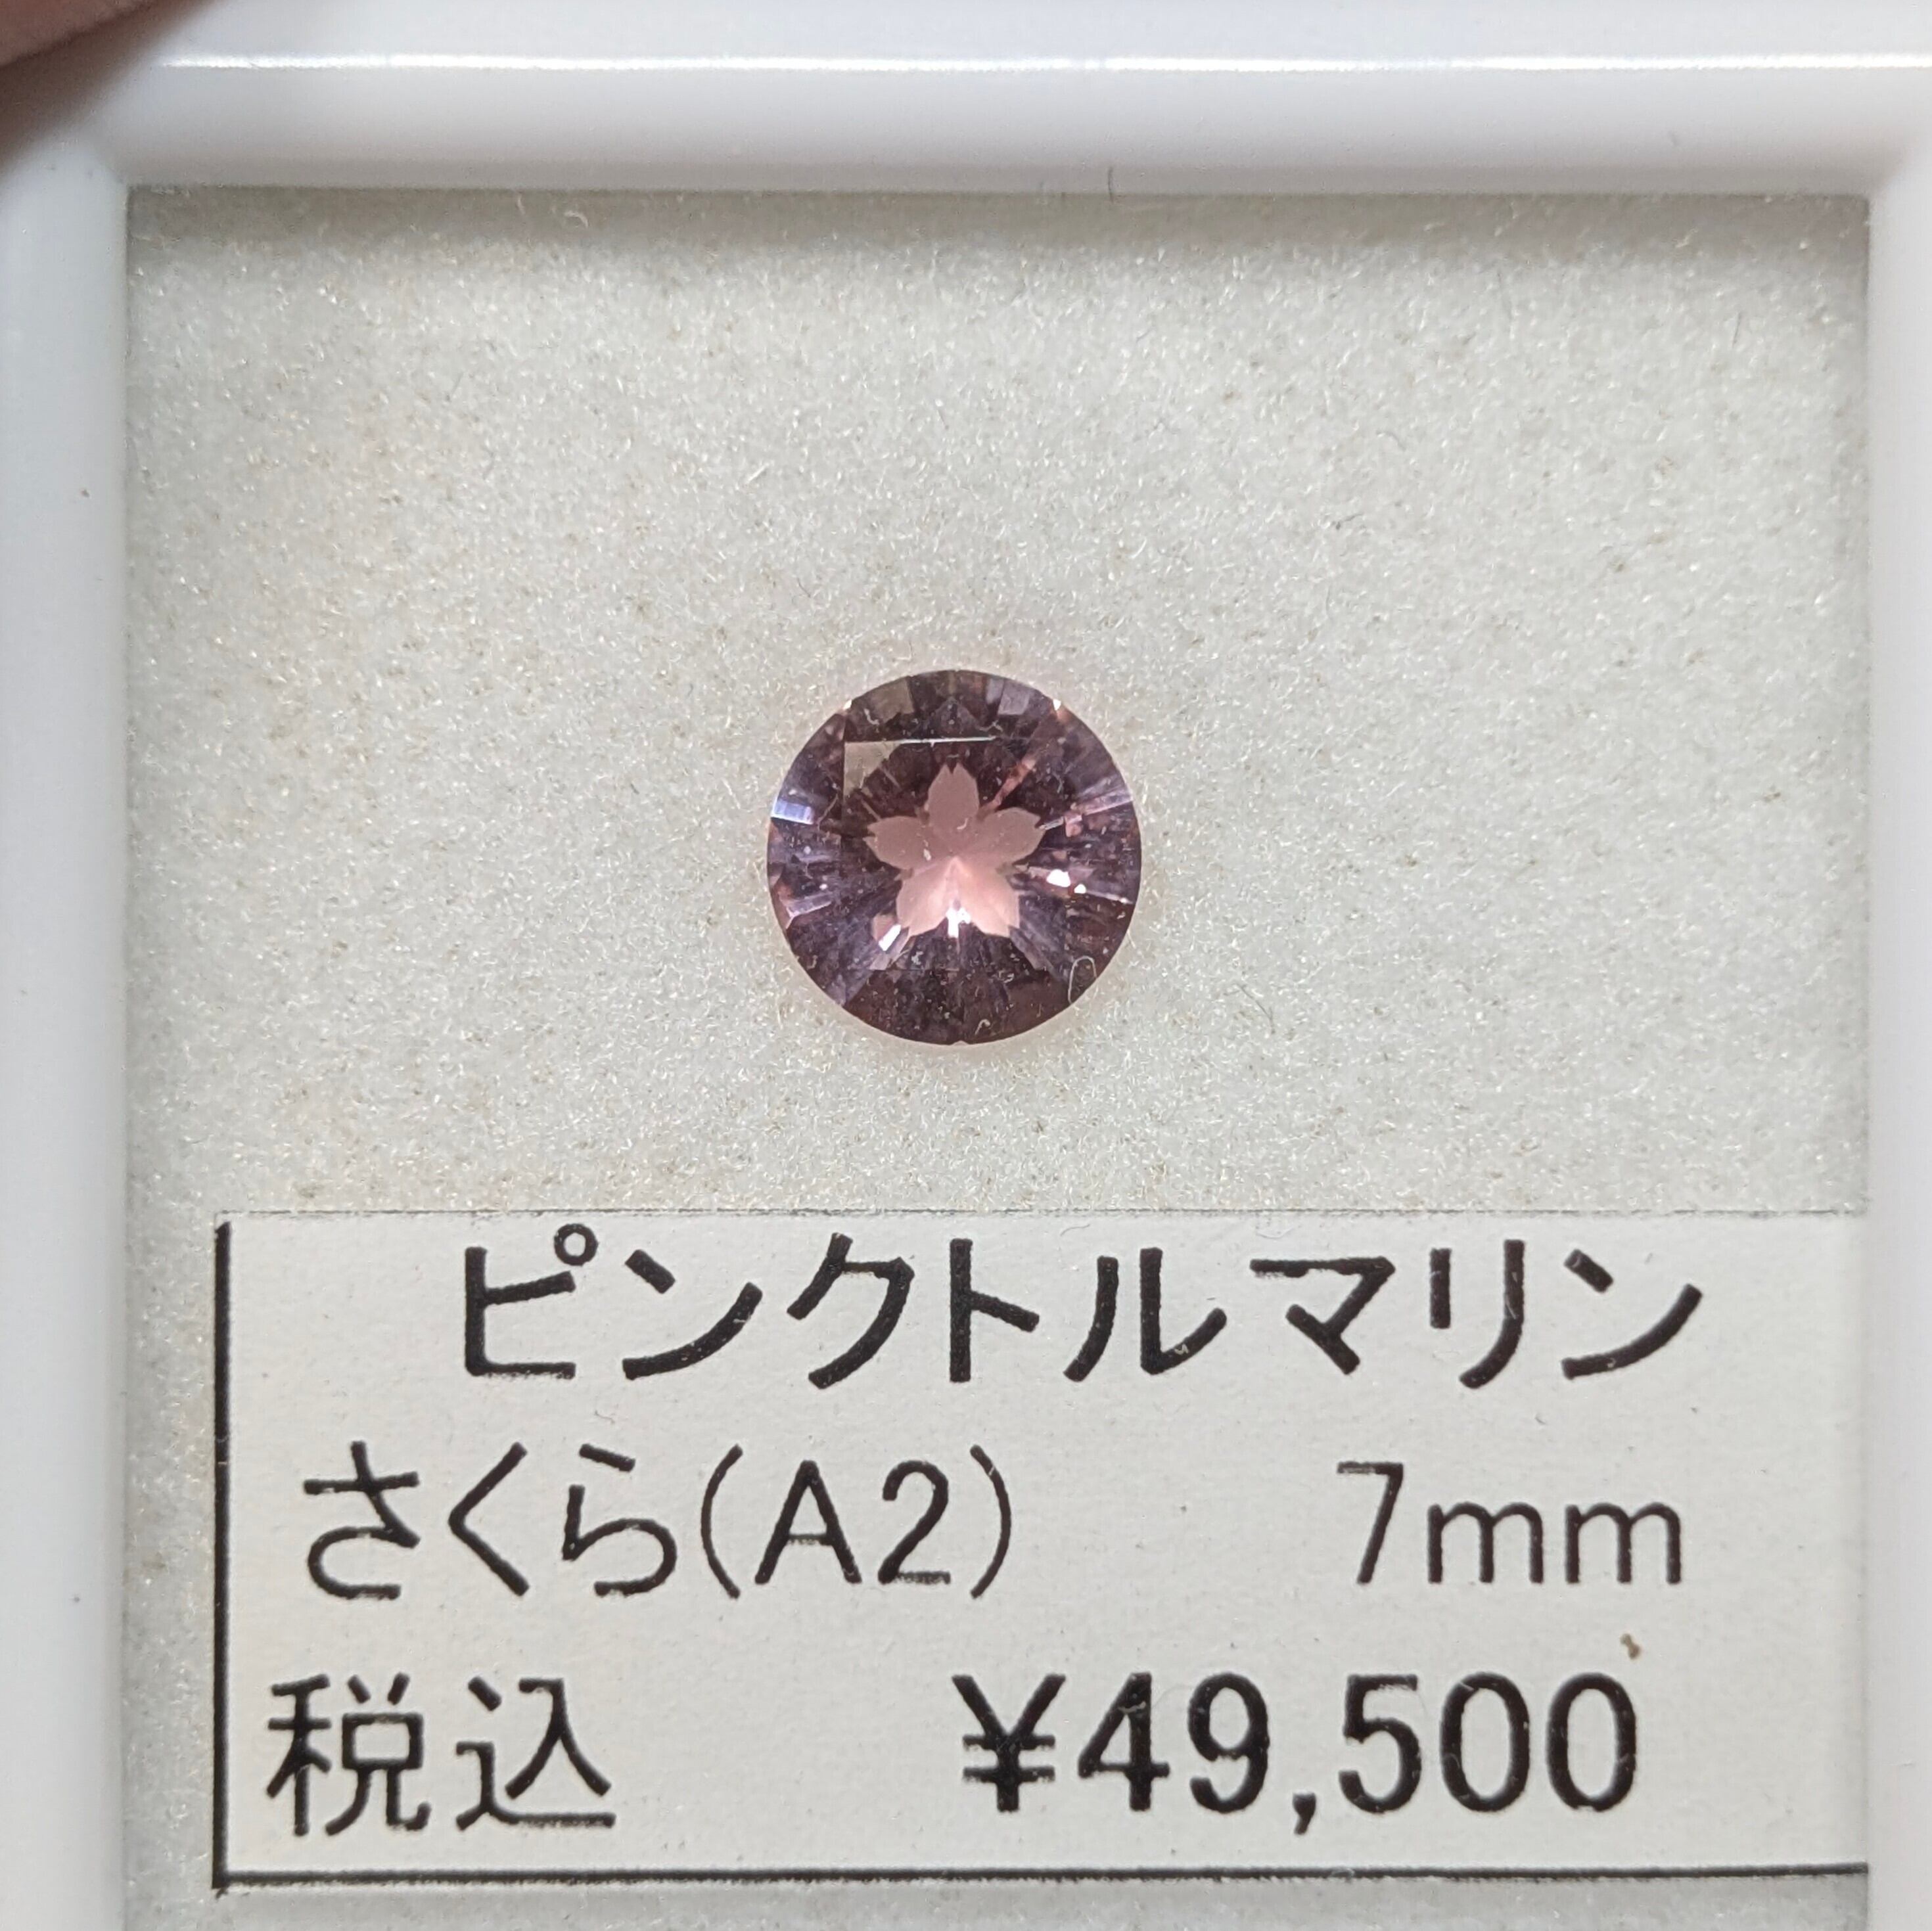 ピンクトルマリン
さくら(A2) 7mm
税込 ¥49,500